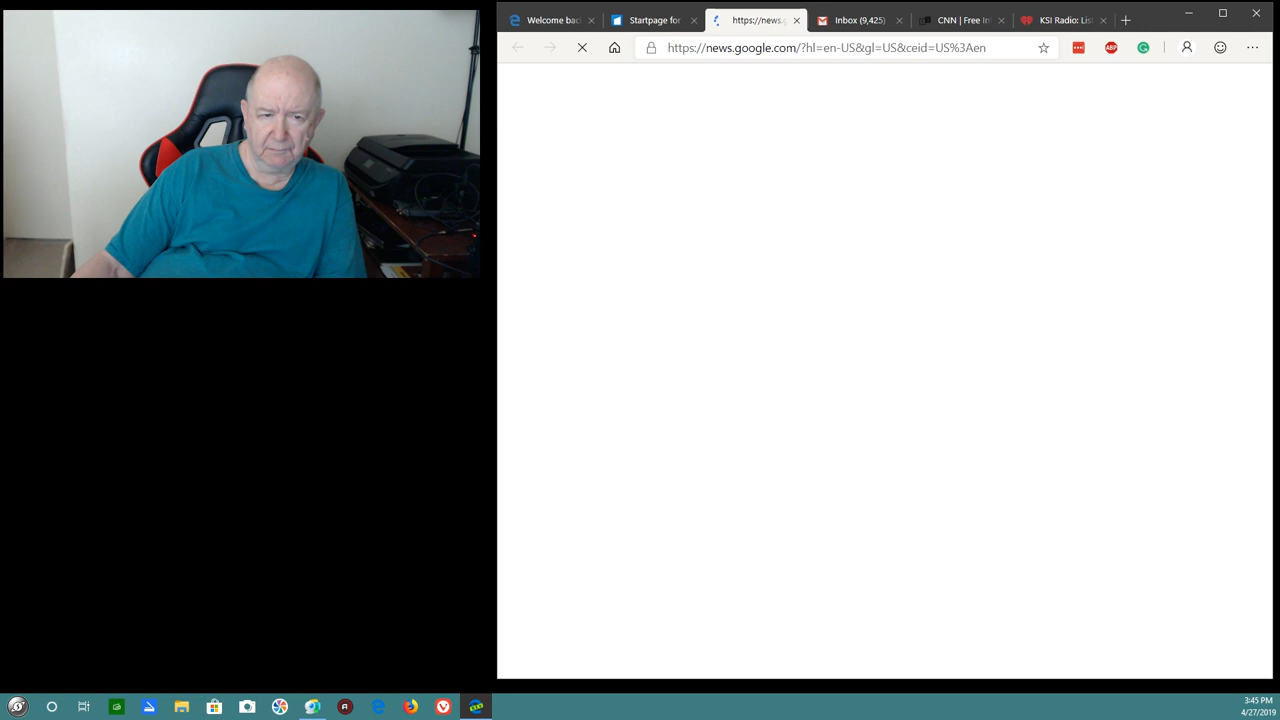 Welcome bac
Startpage for
https://news.g
Inbox (9,425)
CNN | Free In
KSI Radio: List
https://news.google.com/?hl=en-US&gl=US&ceid=US%3Aen
ABP
3:45 PM
4/27/2019